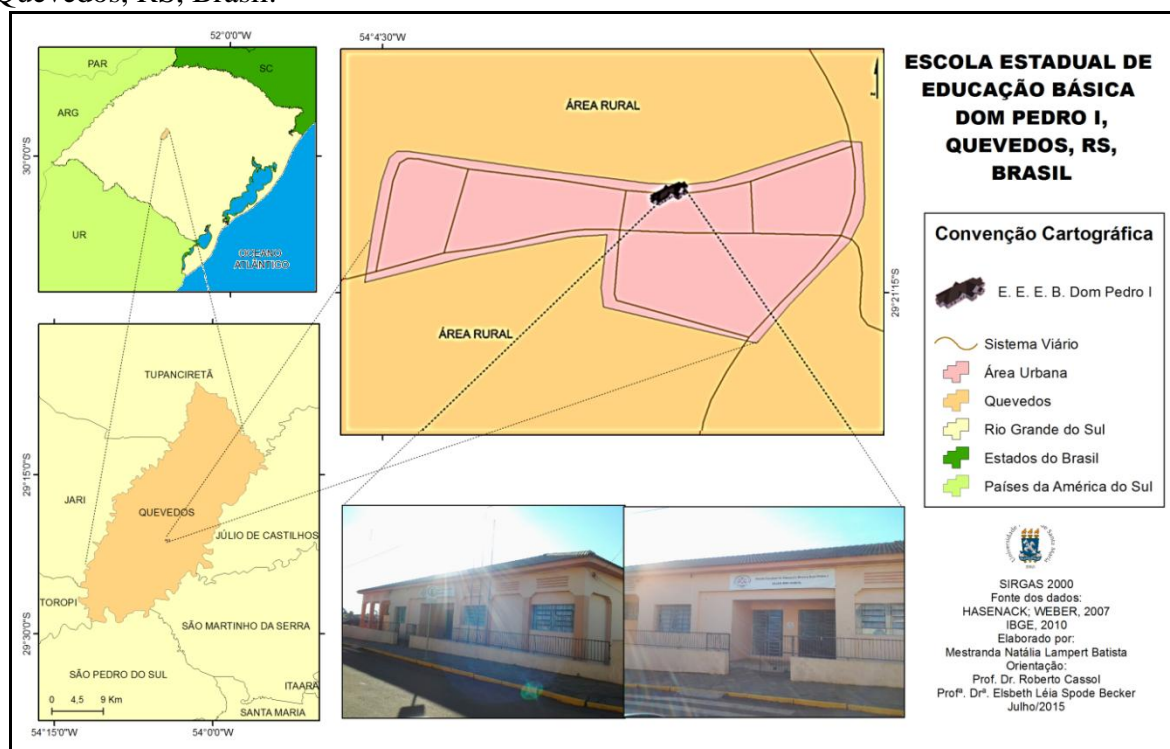 Quevedos, RS, Brasil.
52°0'0"W
PAR
SC
ARG
30°0'0"S
UR
OCEANO
ATLÂNTICO
54°4'30"W
ÁREA RURAL
ÁREA RURAL
29°21'15"S
ESCOLA ESTADUAL DE
EDUCAÇÃO BÁSICA
DOM PEDRO I,
QUEVEDOS, RS,
BRASIL
Convenção Cartográfica
E. E. E. B. Dom Pedro I
Sistema Viário
Área Urbana
Quevedos
Rio Grande do Sul
Estados do Brasil
Países da América do Sul
TUPANCIRETÃ
29°15'0"S
JARI
QUEVEDOS
JÚLIO DE CASTILHOS
TOROPI
29°30'0"S
SÃO MARTINHO DA SERRA
SÃO PEDRO DO SUL
ITAARA
0 4,5 9 Km
SANTA MARIA
54°15'0"W
54°0'0"W
SIRGAS 2000
Fonte dos dados:
HASENACK; WEBER, 2007
IBGE, 2010
Elaborado por:
Mestranda Natália Lampert Batista
Orientação:
Prof. Dr. Roberto Cassol
Profª. Drª. Elsbeth Léia Spode Becker
Julho/2015